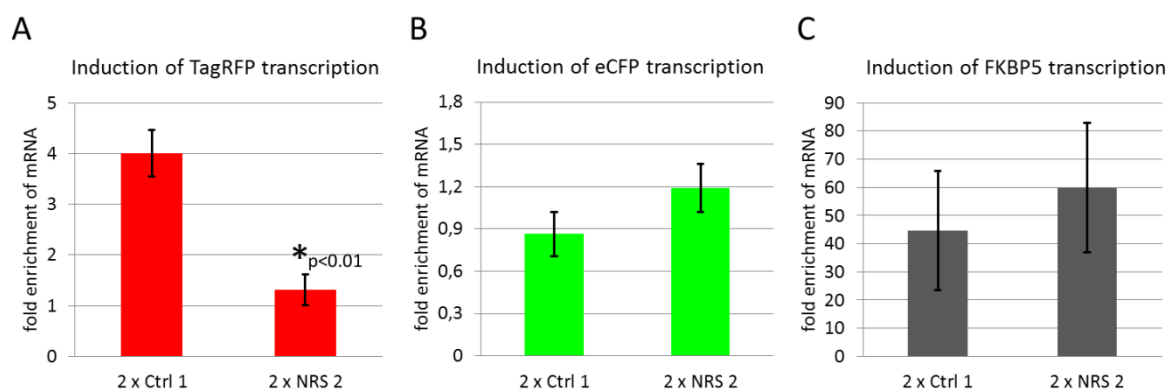 A
Induction of TagRFP transcription
fold enrichment of mRNA
5
4
3
2
1
0
*
p<0.01
2 x Ctrl 1
2 x NRS 2
B
Induction of eCFP transcription
fold enrichment of mRNA
1,8
1,5
1,2
0,9
0,6
0,3
0
2 x Ctrl 1
2 x NRS 2
C
Induction of FKBP5 transcription
fold enrichment of mRNA
90
80
70
60
50
40
30
20
10
0
2 x Ctrl 1
2 x NRS 2